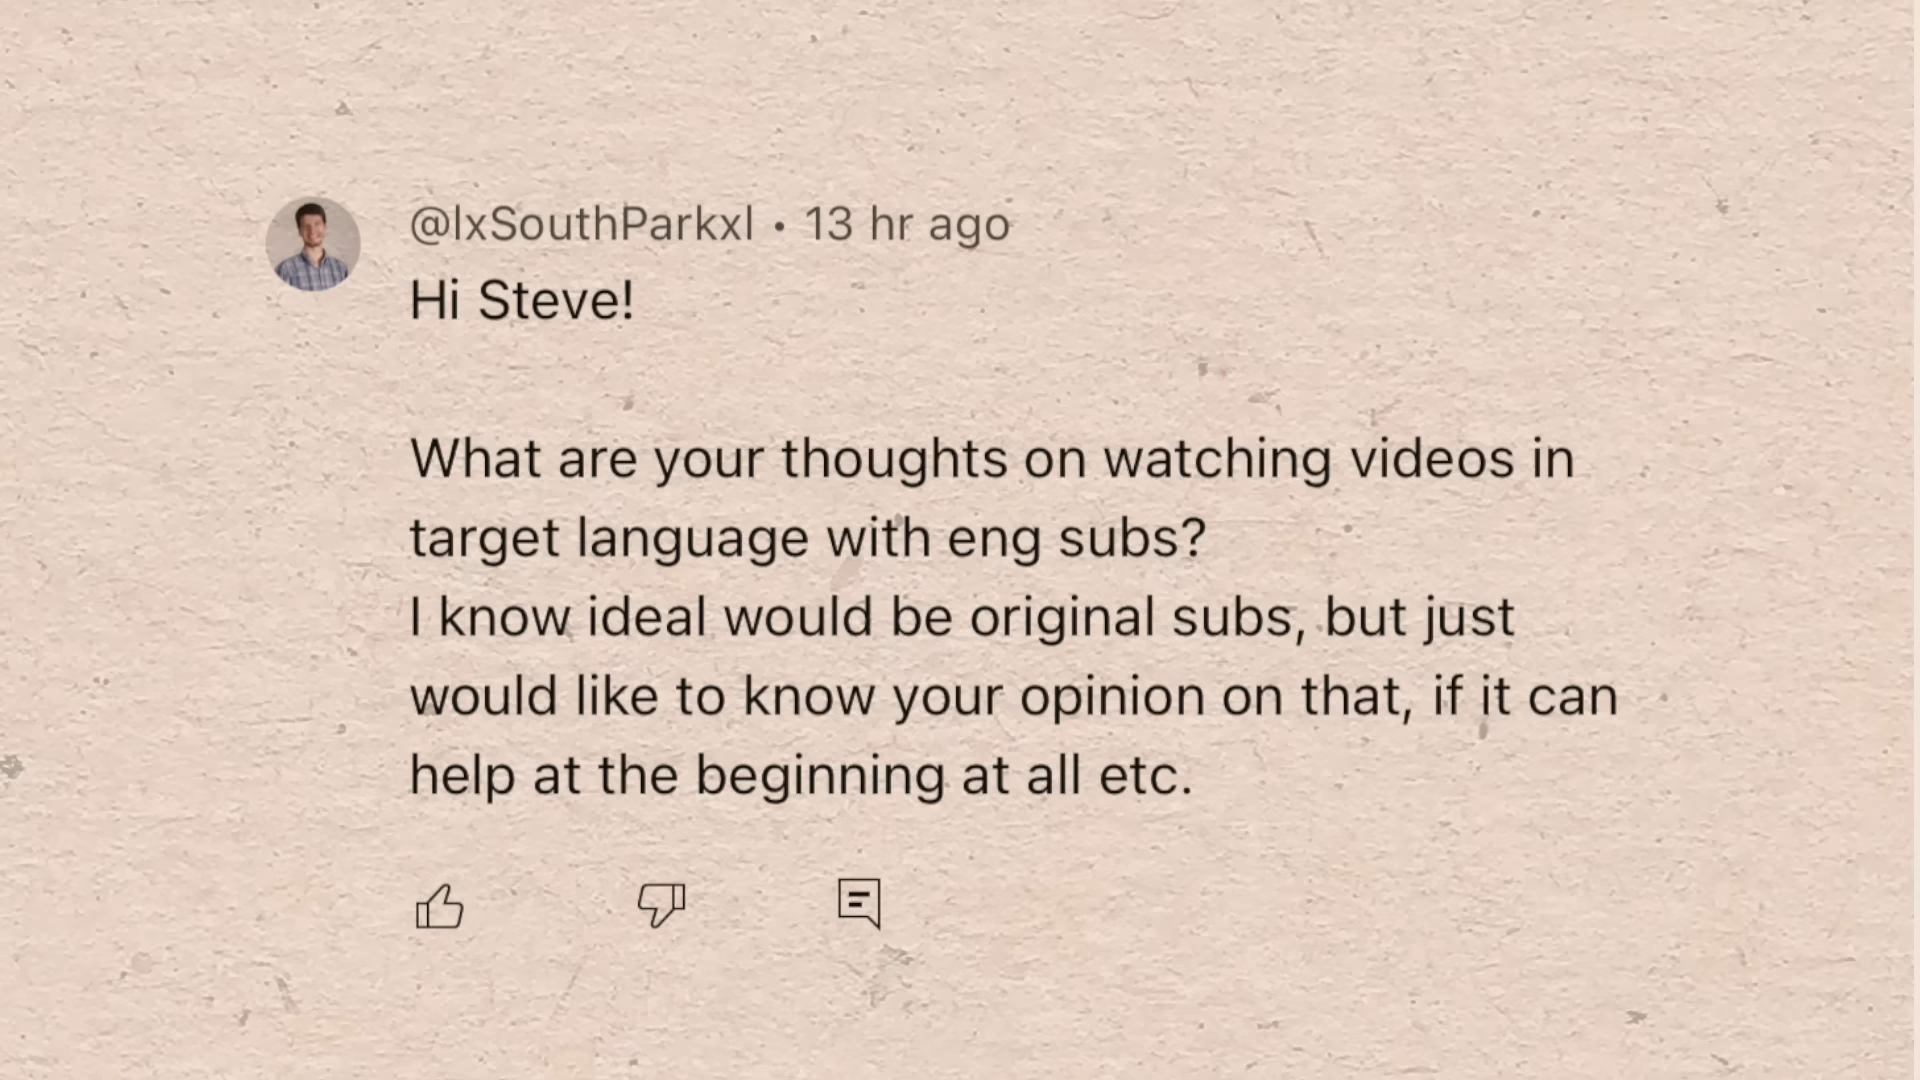 @lxSouthParkxl • 13 hr ago
Hi Steve!
What are your thoughts on watching videos in
target language with eng subs?
I know ideal would be original subs, but just
would like to know your opinion on that, if it can
help at the beginning at all etc.